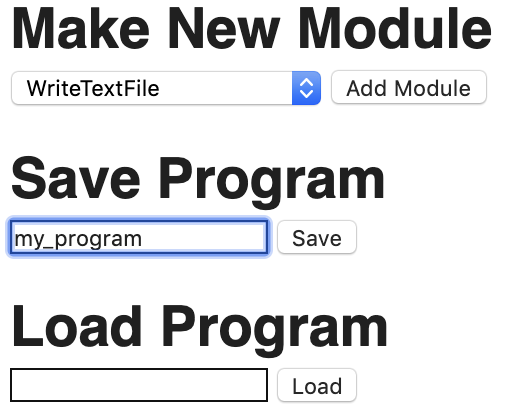 Make New Module
WriteTextFile Add Module
Save Program
my_program Save
Load Program
Load